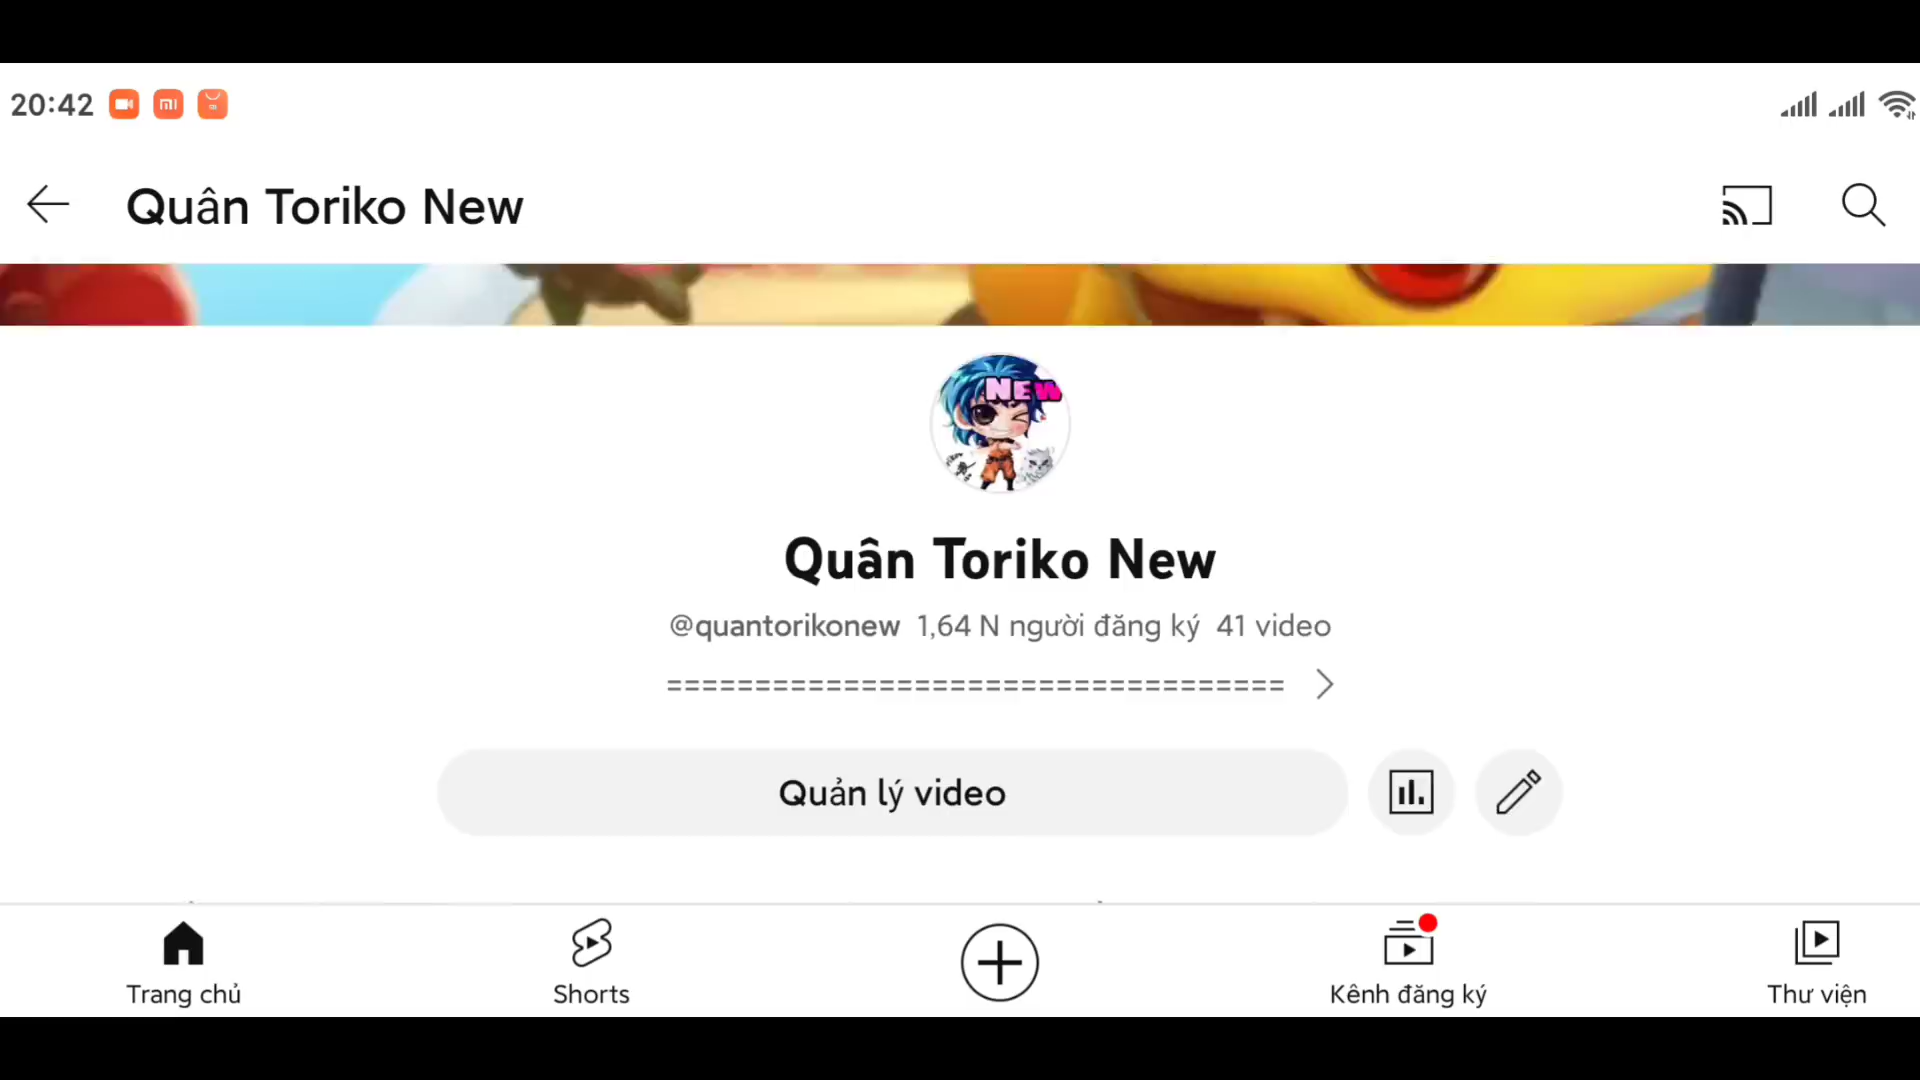 20:42
Quân Toriko New
NEW
Quân Toriko New
@quantorikonew 1,64 N người đăng ký 41 video
===================================
Quản lý video
Trang chủ
Shorts
Kênh đăng ký
Thư viện